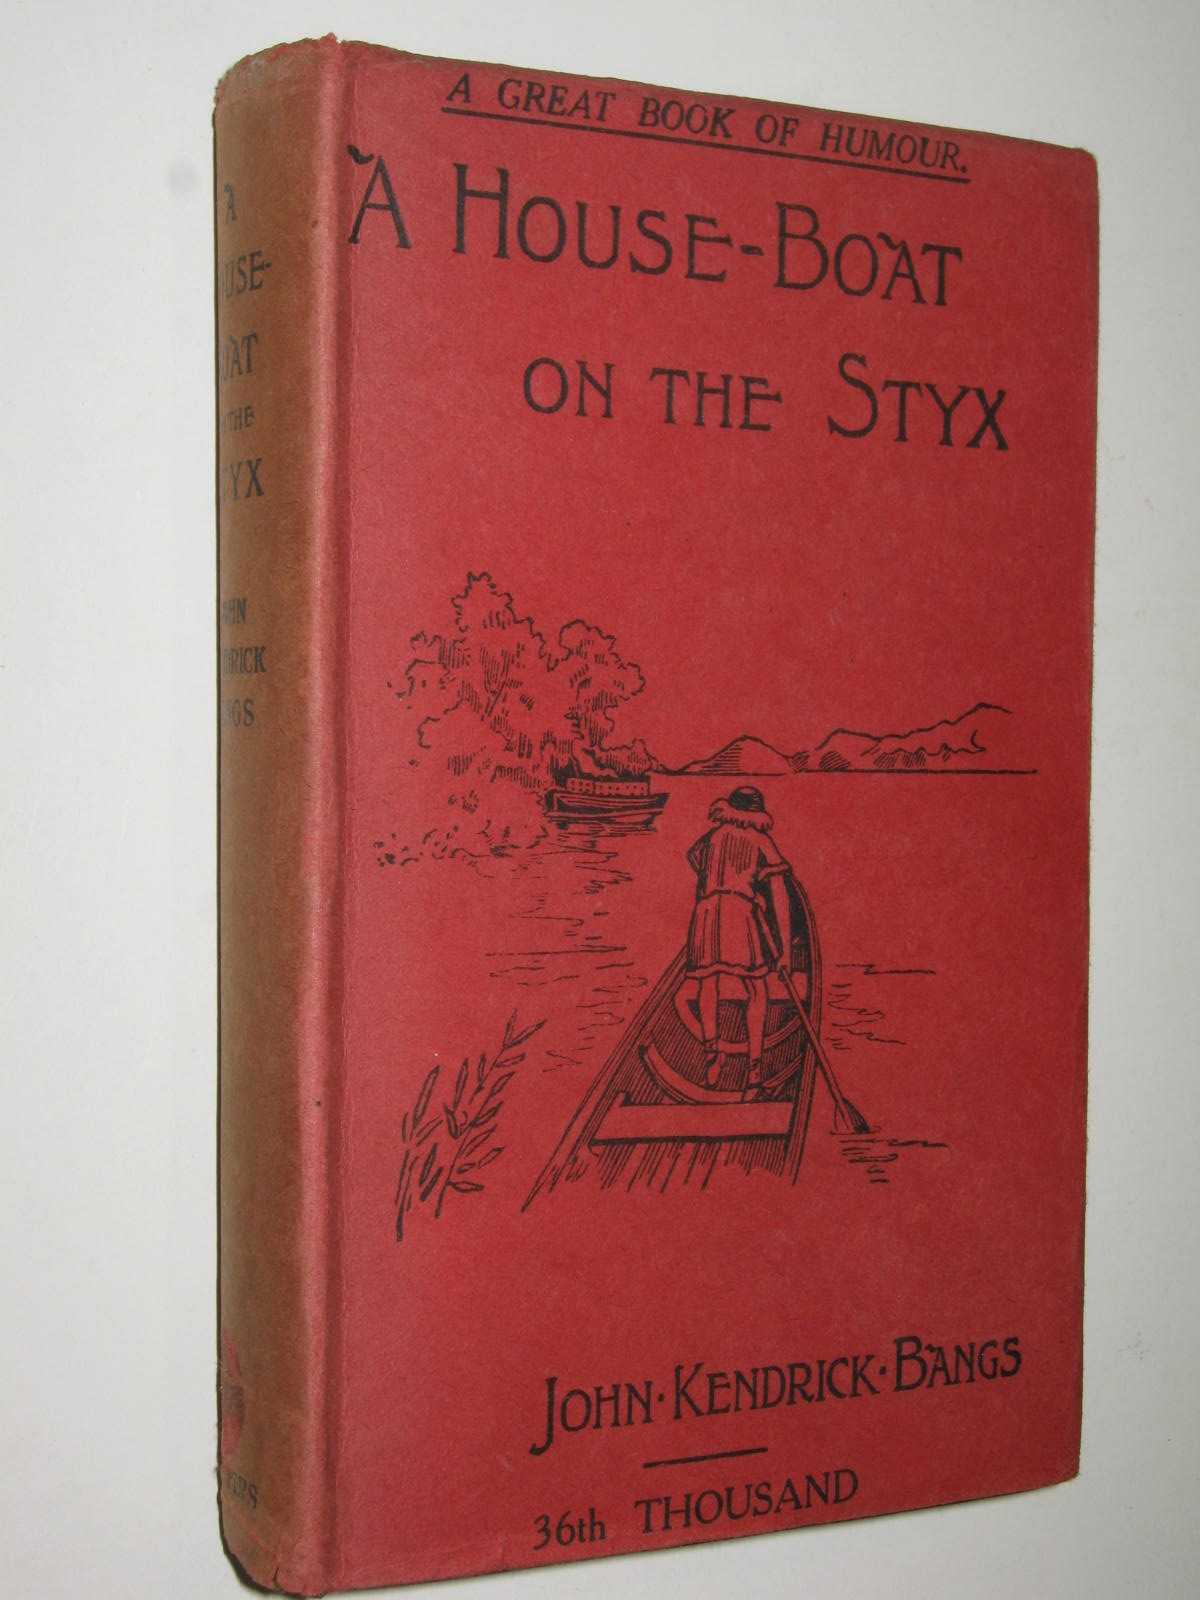 A GREAT BOOK OF HUMOUR.
A HOUSE-BOAT
ON THE STYX
JOHN·KENDRICK·BANGS
36th THOUSAND
A